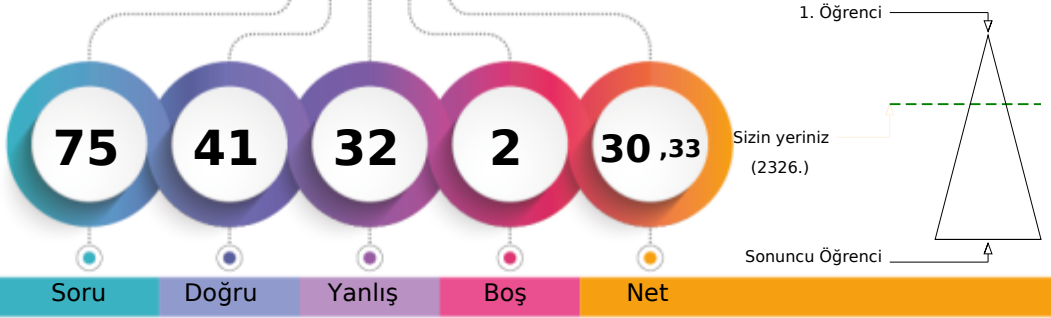 75 41 32 2 30 ,33
Soru Doğru Yanlış Boş Net
1. Öğrenci
Sizin yeriniz
(2326.)
Sonuncu Öğrenci